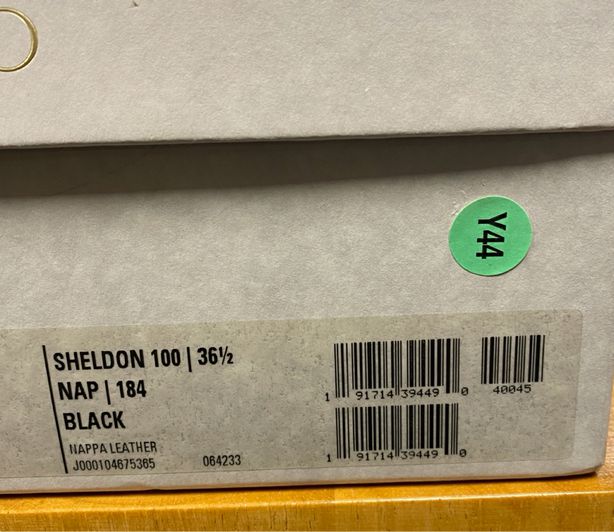 Y44
SHELDON 100 | 36½
NAP | 184
BLACK
NAPPA LEATHER
J000104675365 064233
1 91714 39449 0 40045
1 91714 39449 0